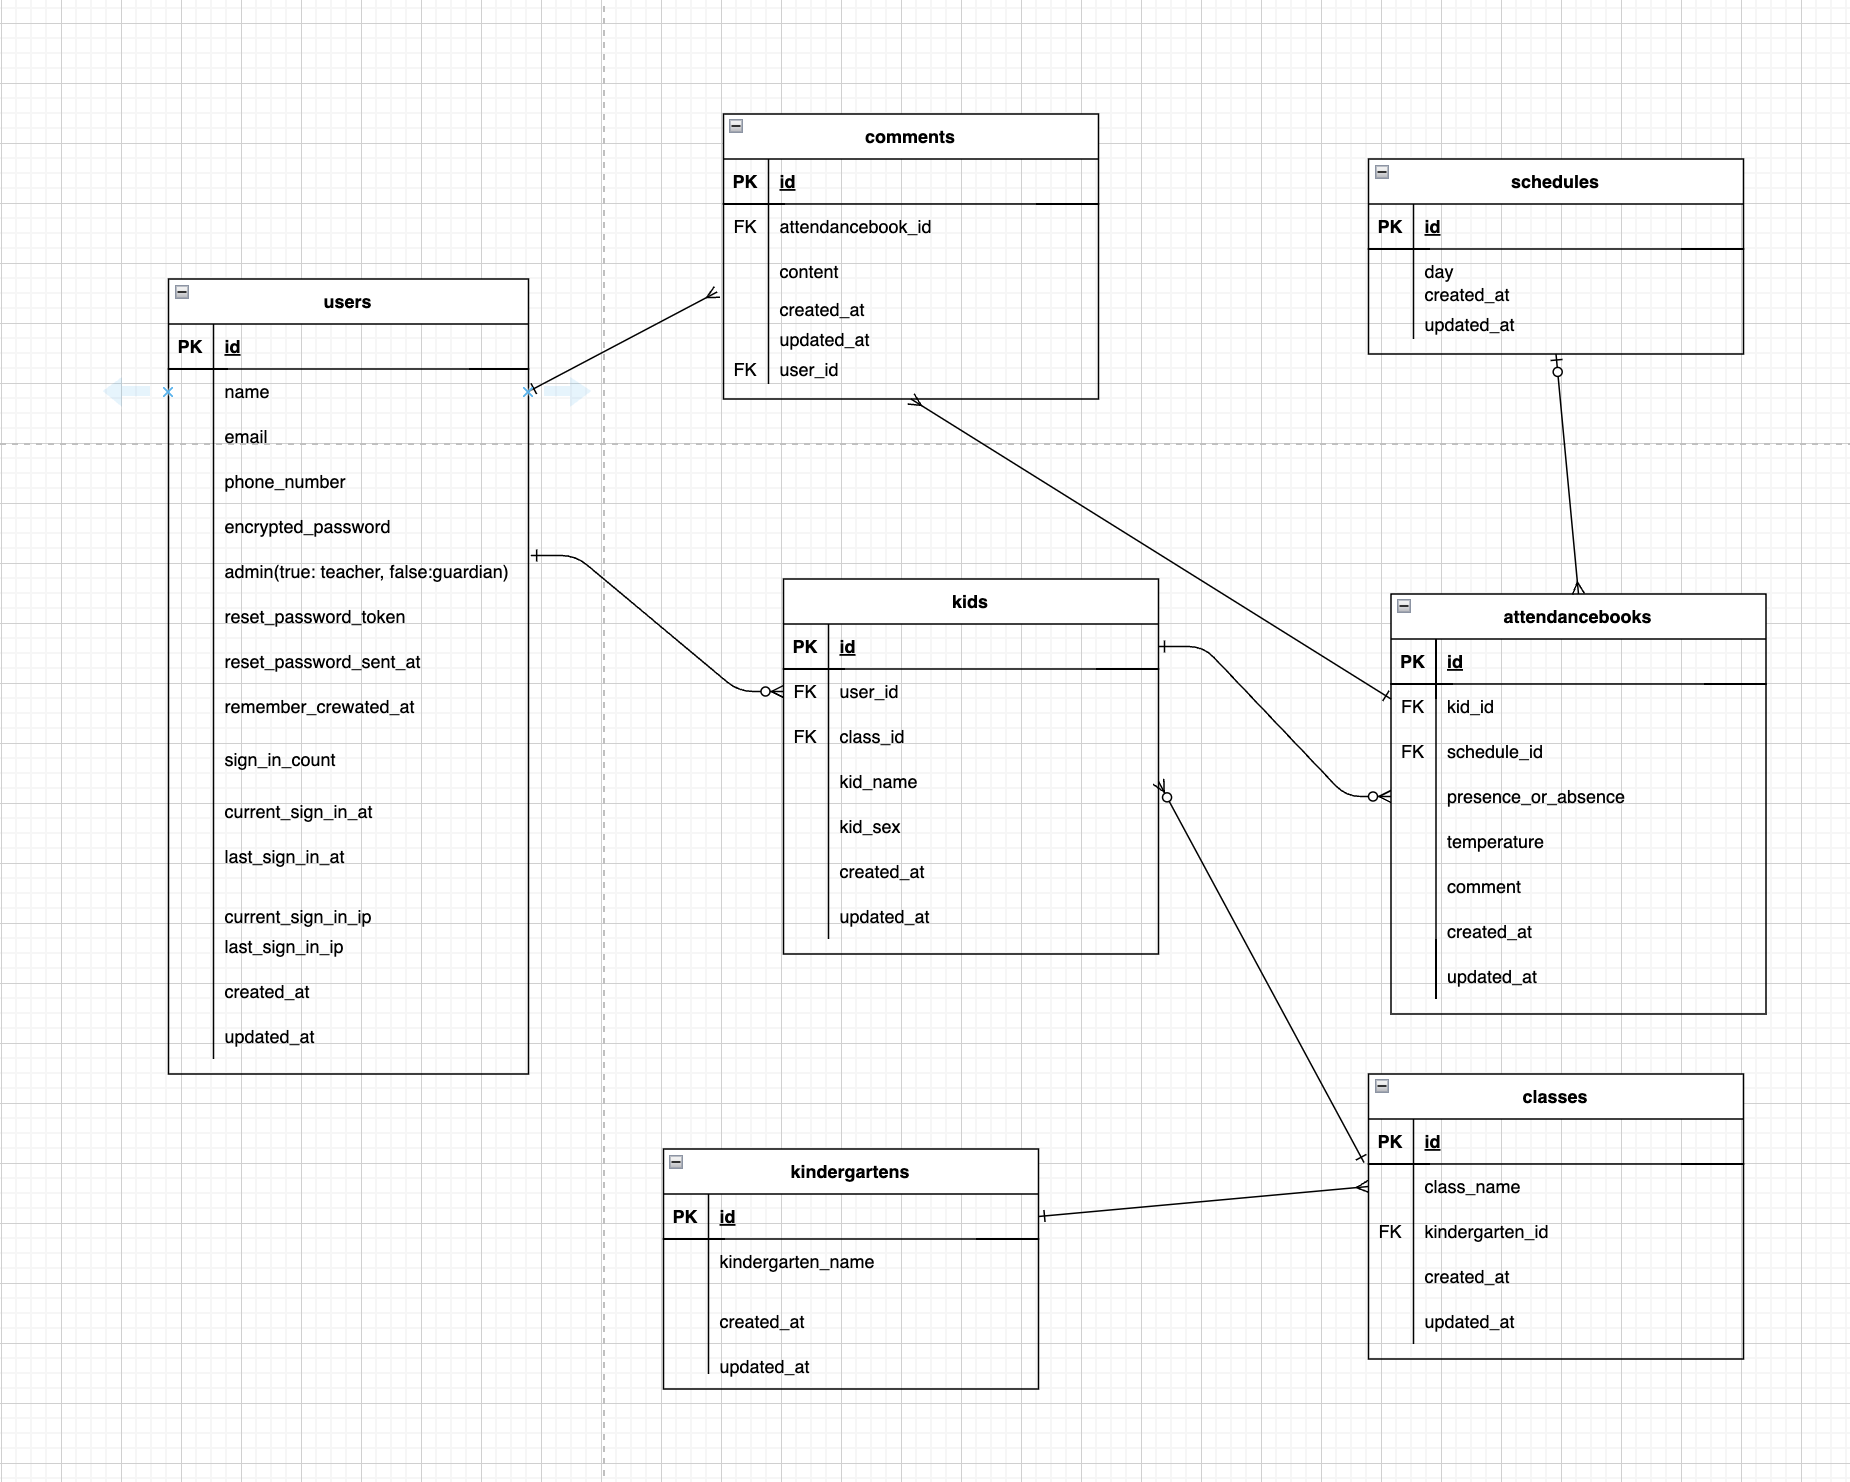 comments
PK id
FK attendancebook_id
content
created_at
updated_at
FK user_id
schedules
PK id
day
created_at
updated_at
users
PK id
name
email
phone_number
encrypted_password
admin(true: teacher, false:guardian)
reset_password_token
reset_password_sent_at
remember_crewated_at
sign_in_count
current_sign_in_at
last_sign_in_at
current_sign_in_ip
last_sign_in_ip
created_at
updated_at
kids
PK id
FK user_id
FK class_id
kid_name
kid_sex
created_at
updated_at
attendancebooks
PK id
FK kid_id
FK schedule_id
presence_or_absence
temperature
comment
created_at
updated_at
kindergartens
PK id
kindergarten_name
created_at
updated_at
classes
PK id
class_name
FK kindergarten_id
created_at
updated_at